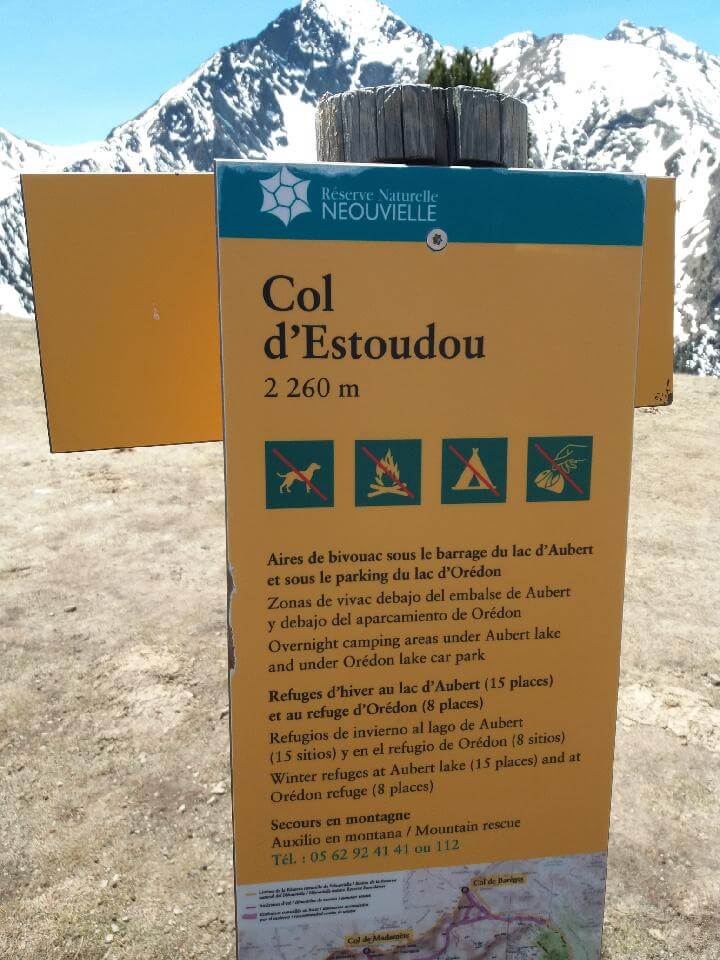 Réserve Naturelle
NEOUVIELLE
Col
d'Estoudou
2 260 m
Aires de bivouac sous le barrage du lac d'Aubert
et sous le parking du lac d'Orédon
Zonas de vivac debajo del embalse de Aubert
y debajo del aparcamiento de Orédon
Overnight camping areas under Aubert lake
and under Orédon lake car park
Refuges d'hiver au lac d'Aubert (15 places)
et au refuge d'Orédon (8 places)
Refugios de invierno al lago de Aubert
(15 sitios) y en el refugio de Orédon (8 sitios)
Winter refuges at Aubert lake (15 places) and at
Orédon refuge (8 places)
Secours en montagne
Auxilio en montana / Mountain rescue
Tél. : 05 62 92 41 41 ou 112
Col de Barèges
Col de Madamète